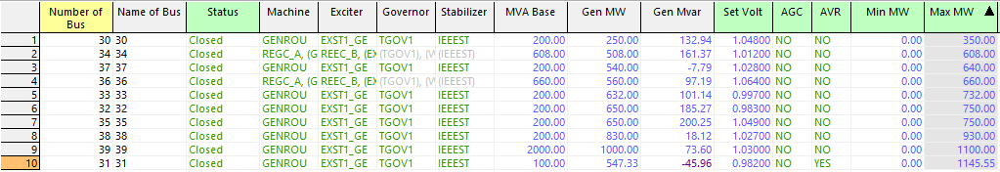 Number of Bus Name of Bus Status Machine Exciter Governor Stabilizer MVA Base Gen MW Gen Mvar Set Volt AGC AVR Min MW Max MW
1 30 30 Closed GENROU EXST1_GE TGOV1 IEEEST 200.00 250.00 132.94 1.04800 NO NO 0.00 350.00
2 34 34 Closed REGC_A, (G REEC_B, (EX (TGOV1), (W (IEEEST) 608.00 508.00 161.37 1.01200 NO NO 0.00 608.00
3 37 37 Closed GENROU EXST1_GE TGOV1 IEEEST 200.00 540.00 -7.79 1.02800 NO NO 0.00 640.00
4 36 36 Closed REGC_A, (G REEC_B, (EX (TGOV1), (W (IEEEST) 660.00 560.00 97.19 1.06400 NO NO 0.00 660.00
5 33 33 Closed GENROU EXST1_GE TGOV1 IEEEST 200.00 632.00 101.14 0.99700 NO NO 0.00 732.00
6 32 32 Closed GENROU EXST1_GE TGOV1 IEEEST 200.00 650.00 185.27 0.98300 NO NO 0.00 750.00
7 35 35 Closed GENROU EXST1_GE TGOV1 IEEEST 200.00 650.00 200.25 1.04900 NO NO 0.00 750.00
8 38 38 Closed GENROU EXST1_GE TGOV1 IEEEST 200.00 830.00 18.12 1.02700 NO NO 0.00 930.00
9 39 39 Closed GENROU EXST1_GE TGOV1 IEEEST 2000.00 1000.00 73.60 1.03000 NO NO 0.00 1100.00
10 31 31 Closed GENROU EXST1_GE TGOV1 IEEEST 100.00 547.33 -45.96 0.98200 NO YES 0.00 1145.55